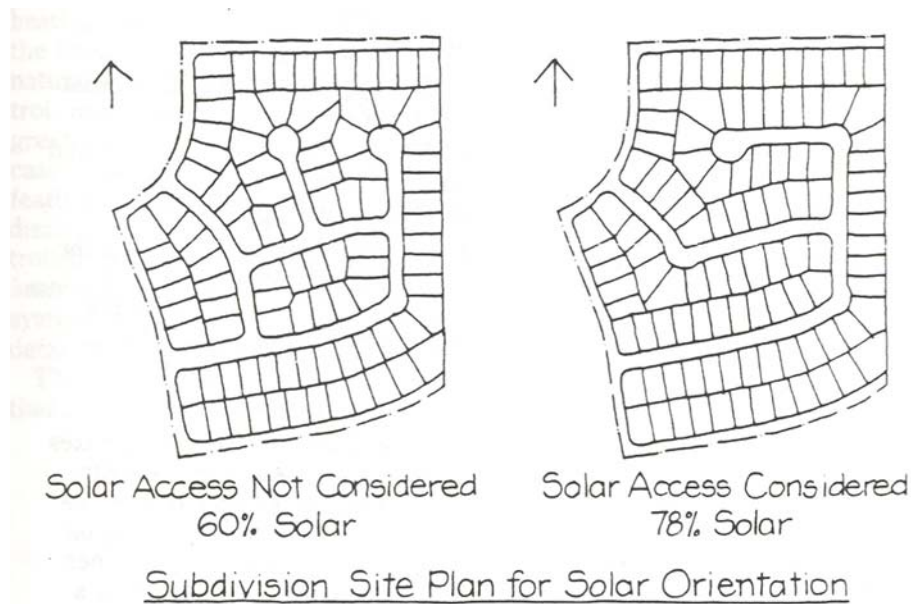 Solar Access Not Considered
60% Solar
Solar Access Considered
78% Solar
Subdivision Site Plan for Solar Orientation